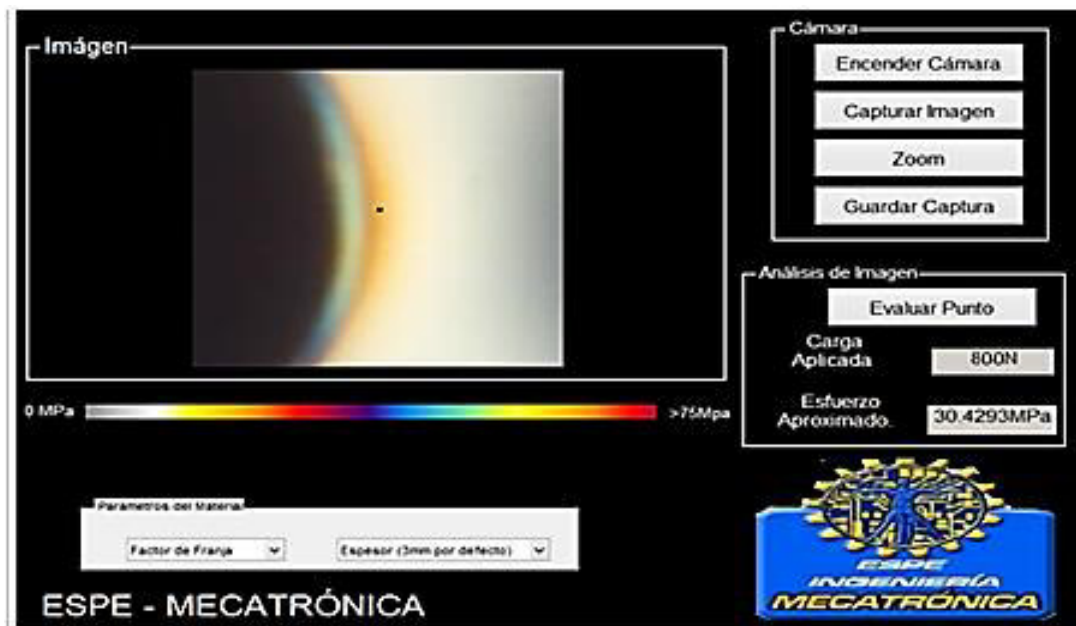 Imágen
Cámara
Encender Cámara
Capturar Imagen
Zoom
Guardar Captura
Análisis de Imagen
Evaluar Punto
Carga
Aplicada
800N
Esfuerzo
Aproximado.
30.4293MPa
0 MPa
>75Mpa
Parametros del Material
Factor de Franja
Espesor (3mm por defecto)
ESPE - MECATRÓNICA
ESPE
INGENIERÍA
MECATRÓNICA